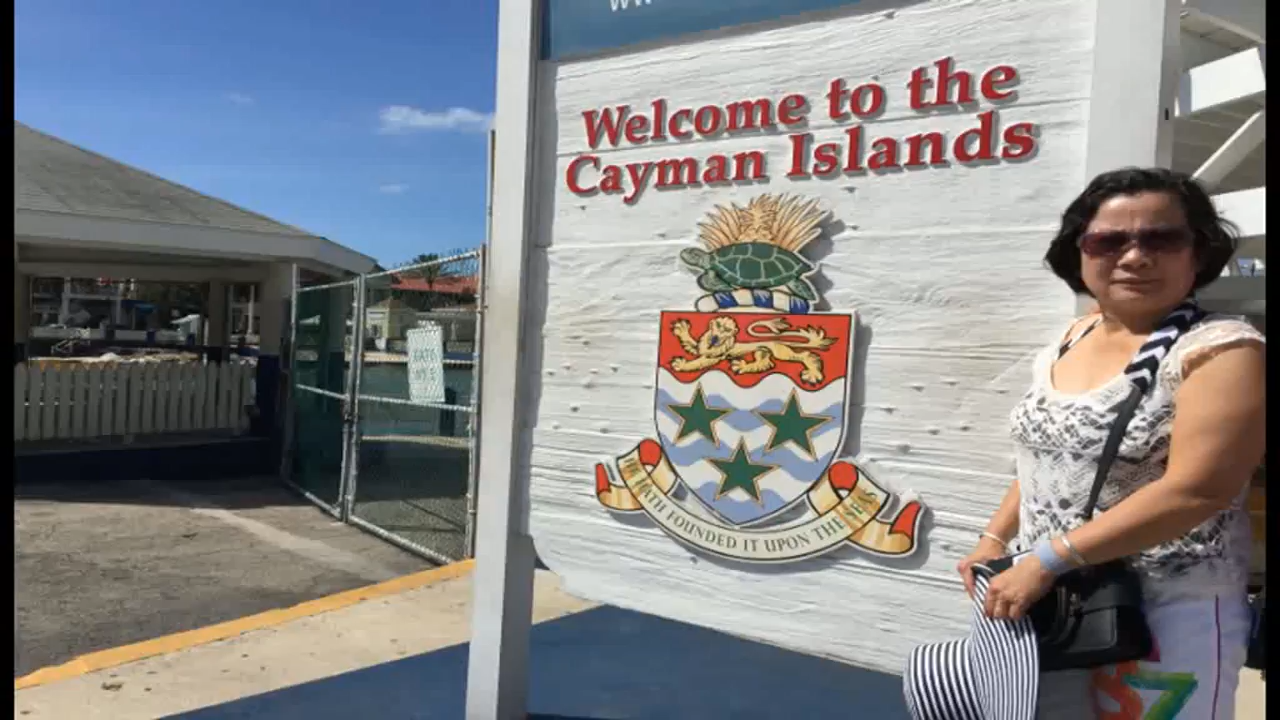 Welcome to the
Cayman Islands
HE HATH FOUNDED IT UPON THE SEAS